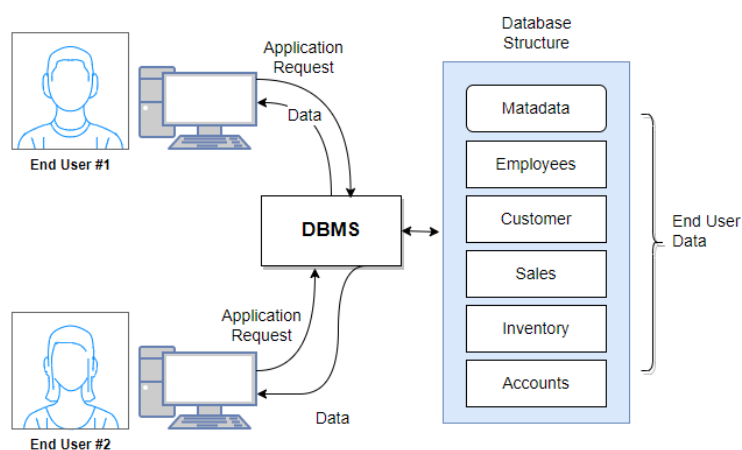 Database
Structure
Application
Request
Data
End User #1
Matadata
Employees
Customer
Sales
Inventory
Accounts
End User
Data
DBMS
Application
Request
Data
End User #2